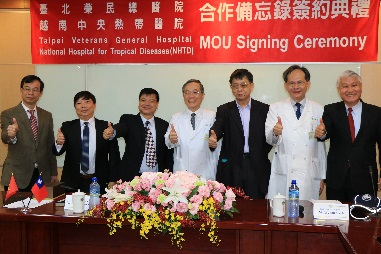 臺北榮民總醫院
越南中央熱帶醫院
合作備忘錄簽約典禮
Taipei Veterans General Hospital
National Hospital for Tropical Diseases(NHTD)
MOU Signing Ceremony